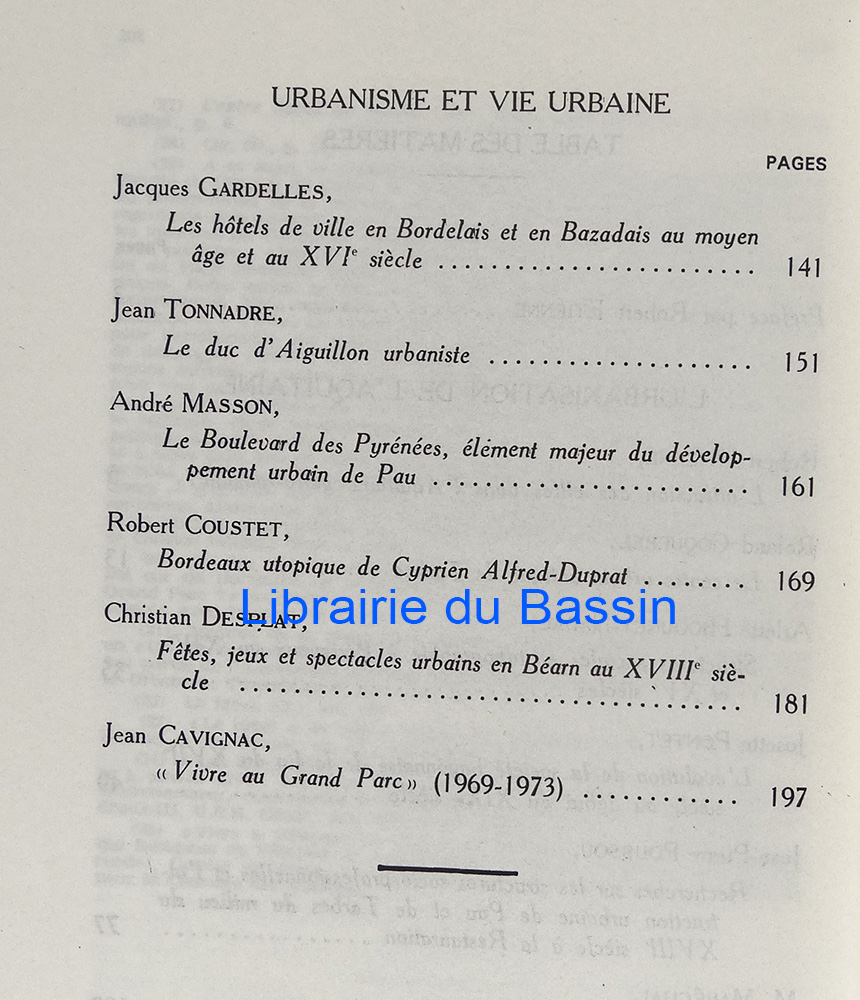 URBANISME ET VIE URBAINE
PAGES
Jacques GARDELLES,
Les hôtels de ville en Bordelais et en Bazadais au moyen
âge et au XVIe siècle ........................ 141
Jean TONNADRE,
Le duc d'Aiguillon urbaniste .................... 151
André MASSON,
Le Boulevard des Pyrénées, élément majeur du dévelop-
pement urbain de Pau ........................ 161
Robert COUSTET,
Bordeaux utopique de Cyprien Alfred-Duprat ........ 169
Librairie du Bassin
Christian DESPLAT,
Fêtes, jeux et spectacles urbains en Béarn au XVIIIe siè-
cle ....................................... 181
Jean CAVIGNAC,
« Vivre au Grand Parc » (1969-1973) ............ 197